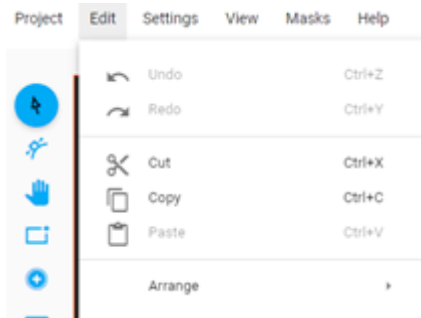 Project Edit Settings View Masks Help
Undo Ctrl+Z
Redo Ctrl+Y
Cut Ctrl+X
Copy Ctrl+C
Paste Ctrl+V
Arrange